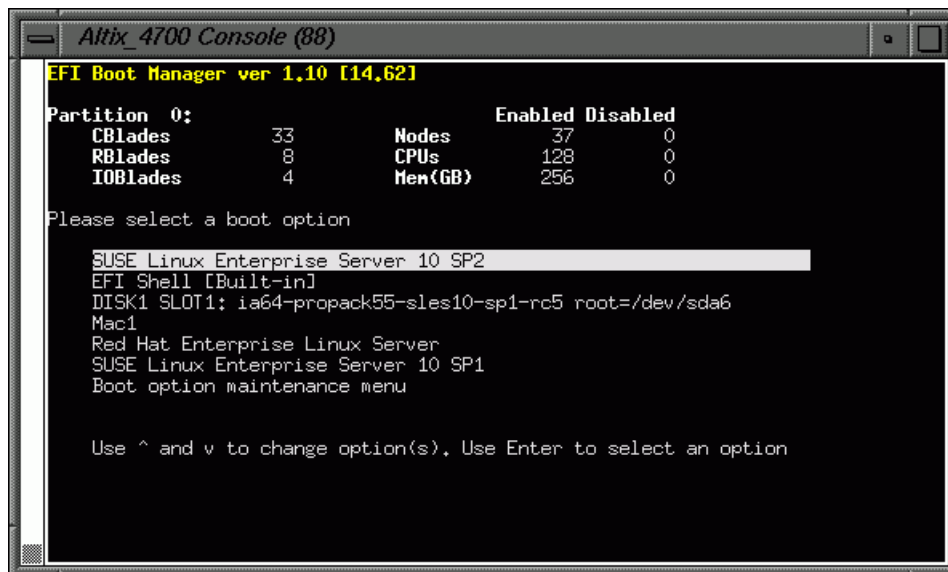 Altix_4700 Console (88)
EFI Boot Manager ver 1.10 [14.62]
Partition 0: Enabled Disabled
CBlades 33 Nodes 37 0
RBlades 8 CPUs 128 0
IOBlades 4 Mem(GB) 256 0
Please select a boot option
SUSE Linux Enterprise Server 10 SP2
EFI Shell [Built-in]
DISK1 SLOT1: ia64-propack55-sles10-sp1-rc5 root=/dev/sda6
Mac1
Red Hat Enterprise Linux Server
SUSE Linux Enterprise Server 10 SP1
Boot option maintenance menu
Use ^ and v to change option(s). Use Enter to select an option